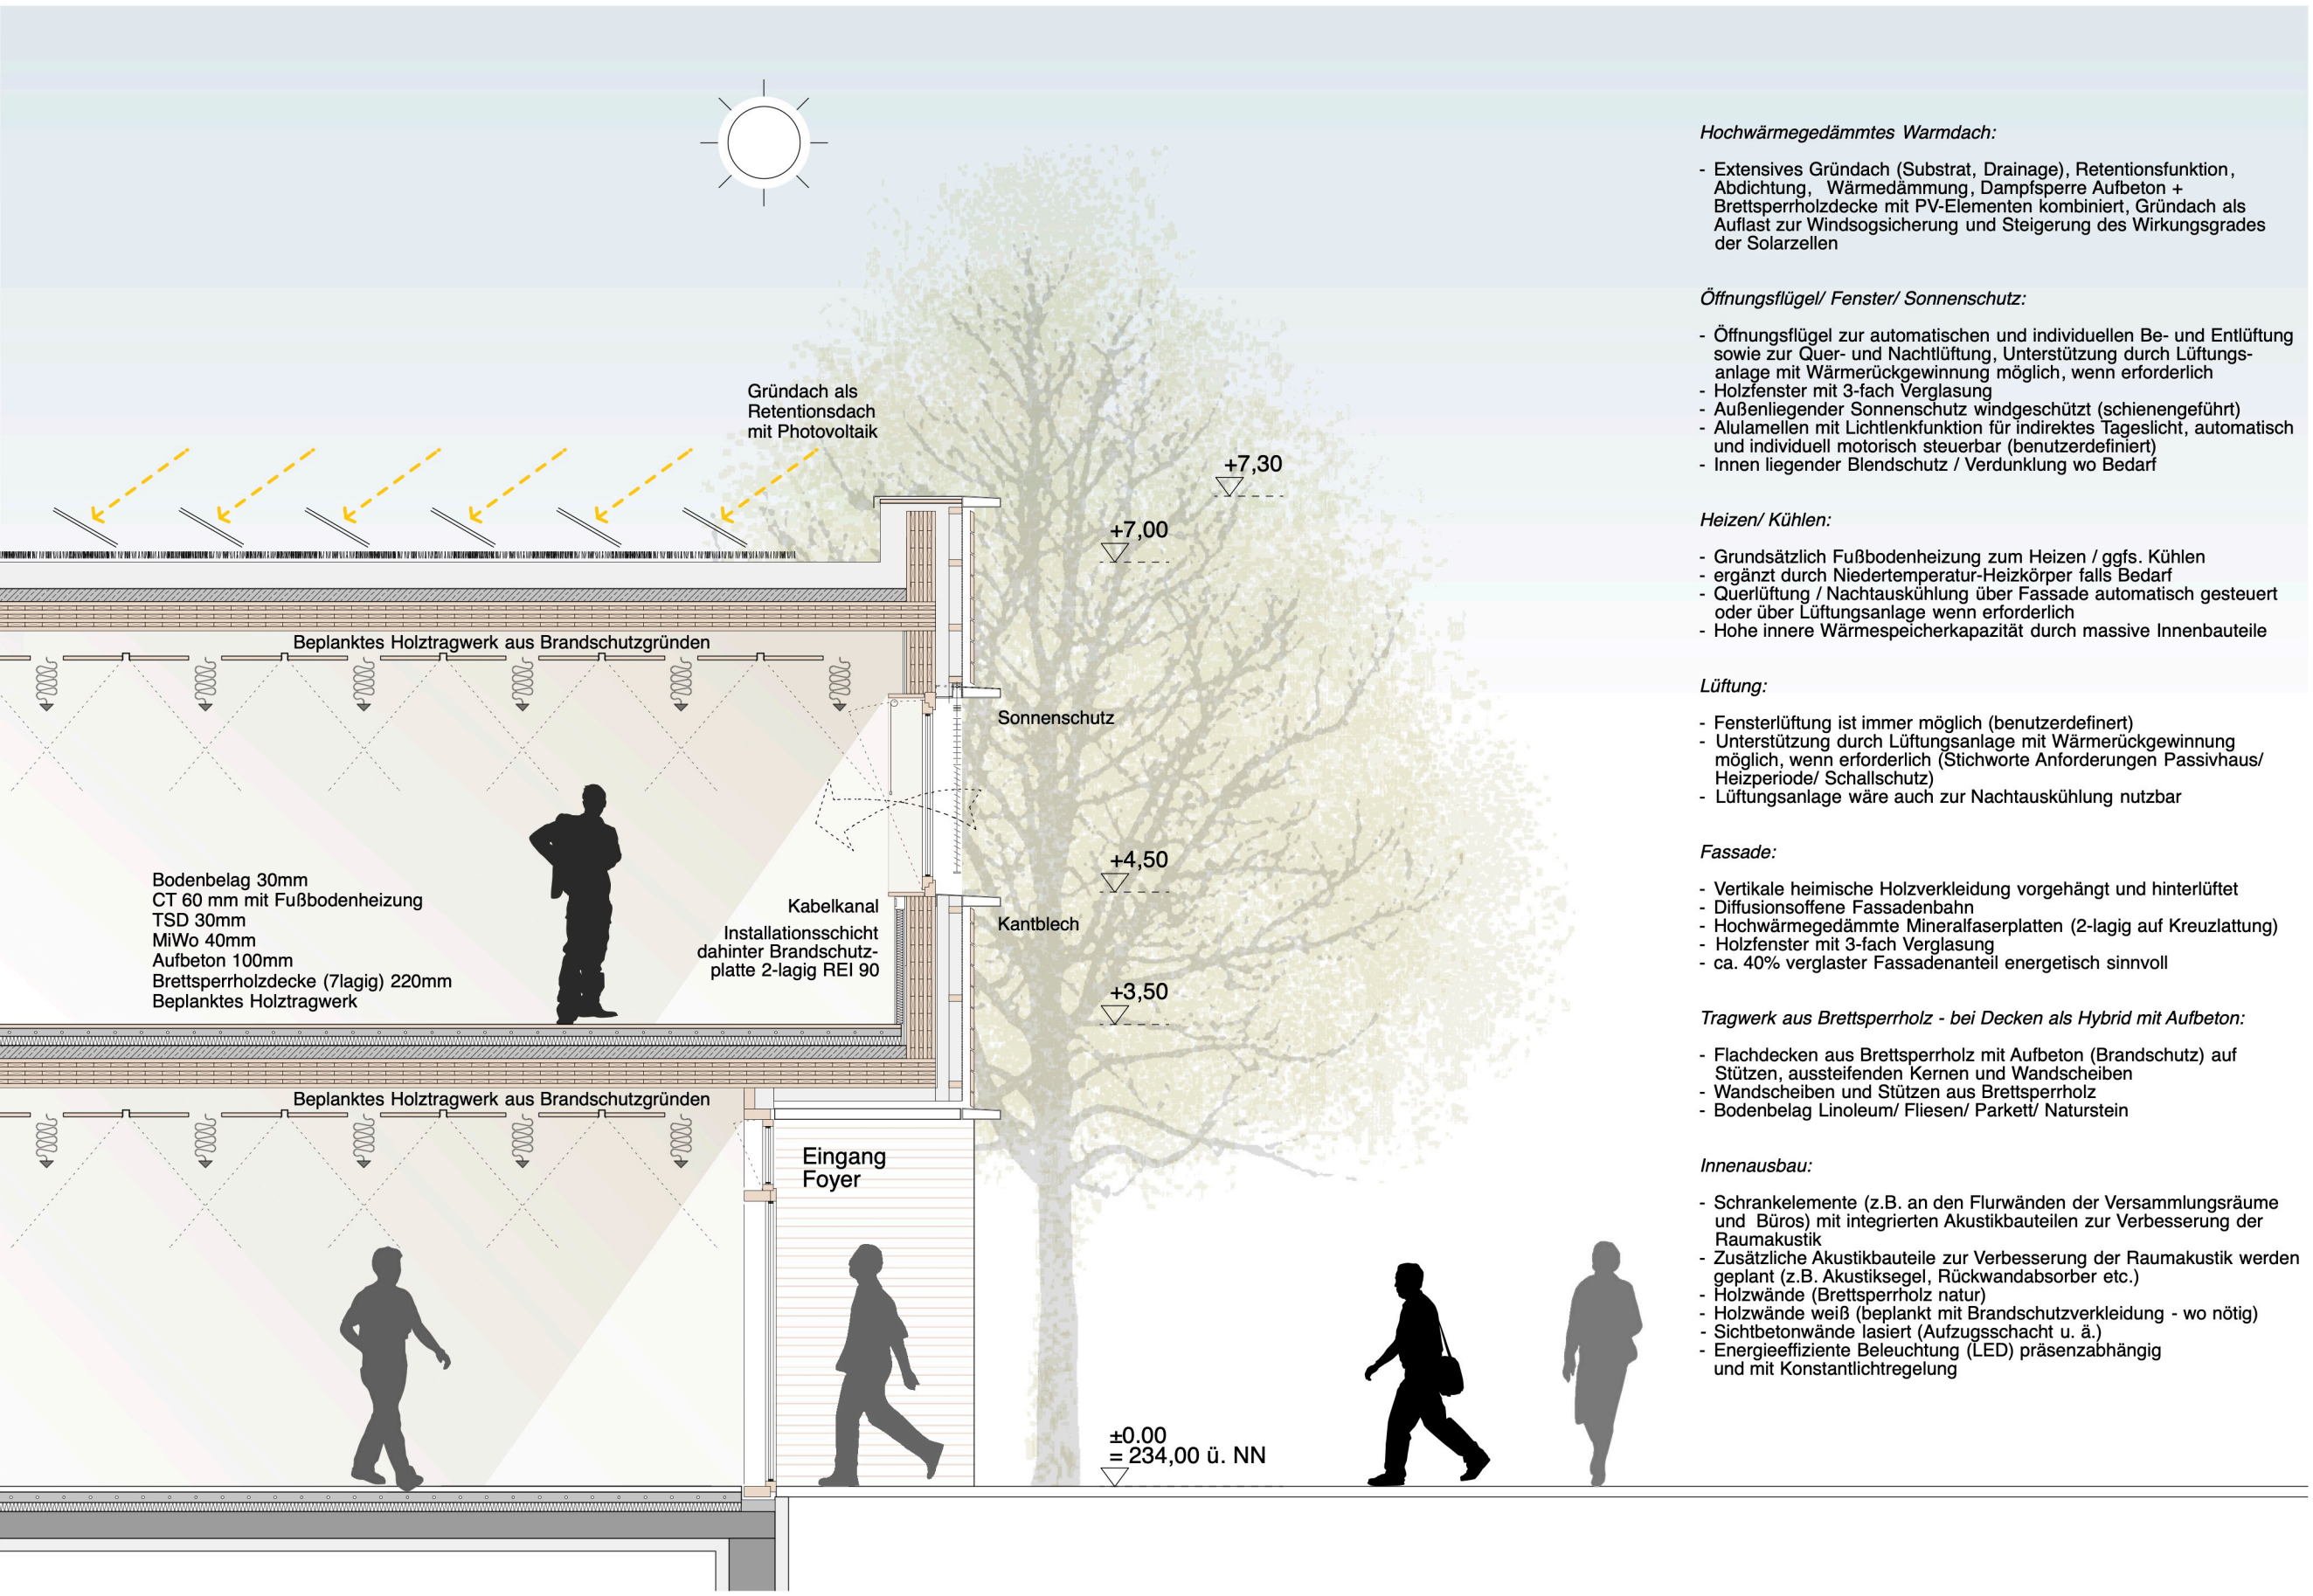 Gründach als
Retentionsdach
mit Photovoltaik
+7,30
+7,00
Beplanktes Holztragwerk aus Brandschutzgründen
Sonnenschutz
+4,50
Bodenbelag 30mm
CT 60 mm mit Fußbodenheizung
TSD 30mm
MiWo 40mm
Aufbeton 100mm
Brettsperrholzdecke (7lagig) 220mm
Beplanktes Holztragwerk
Kabelkanal
Installationsschicht
dahinter Brandschutz-
platte 2-lagig REI 90
Kantblech
+3,50
Beplanktes Holztragwerk aus Brandschutzgründen
Eingang
Foyer
±0.00
= 234,00 ü. NN
Hochwärmegedämmtes Warmdach:
- Extensives Gründach (Substrat, Drainage), Retentionsfunktion,
Abdichtung, Wärmedämmung, Dampfsperre Aufbeton +
Brettsperrholzdecke mit PV-Elementen kombiniert, Gründach als
Auflast zur Windsogsicherung und Steigerung des Wirkungsgrades
der Solarzellen
Öffnungsflügel/ Fenster/ Sonnenschutz:
- Öffnungsflügel zur automatischen und individuellen Be- und Entlüftung
sowie zur Quer- und Nachtlüftung, Unterstützung durch Lüftungs-
anlage mit Wärmerückgewinnung möglich, wenn erforderlich
- Holzfenster mit 3-fach Verglasung
- Außenliegender Sonnenschutz windgeschützt (schienengeführt)
- Alulamellen mit Lichtlenkfunktion für indirektes Tageslicht, automatisch
und individuell motorisch steuerbar (benutzerdefiniert)
- Innen liegender Blendschutz / Verdunklung wo Bedarf
Heizen/ Kühlen:
- Grundsätzlich Fußbodenheizung zum Heizen / ggfs. Kühlen
- ergänzt durch Niedertemperatur-Heizkörper falls Bedarf
- Querlüftung / Nachtauskühlung über Fassade automatisch gesteuert
oder über Lüftungsanlage wenn erforderlich
- Hohe innere Wärmespeicherkapazität durch massive Innenbauteile
Lüftung:
- Fensterlüftung ist immer möglich (benutzerdefinert)
- Unterstützung durch Lüftungsanlage mit Wärmerückgewinnung
möglich, wenn erforderlich (Stichworte Anforderungen Passivhaus/
Heizperiode/ Schallschutz)
- Lüftungsanlage wäre auch zur Nachtauskühlung nutzbar
Fassade:
- Vertikale heimische Holzverkleidung vorgehängt und hinterlüftet
- Diffusionsoffene Fassadenbahn
- Hochwärmegedämmte Mineralfaserplatten (2-lagig auf Kreuzlattung)
- Holzfenster mit 3-fach Verglasung
- ca. 40% verglaster Fassadenanteil energetisch sinnvoll
Tragwerk aus Brettsperrholz - bei Decken als Hybrid mit Aufbeton:
- Flachdecken aus Brettsperrholz mit Aufbeton (Brandschutz) auf
Stützen, aussteifenden Kernen und Wandscheiben
- Wandscheiben und Stützen aus Brettsperrholz
- Bodenbelag Linoleum/ Fliesen/ Parkett/ Naturstein
Innenausbau:
- Schrankelemente (z.B. an den Flurwänden der Versammlungsräume
und Büros) mit integrierten Akustikbauteilen zur Verbesserung der
Raumakustik
- Zusätzliche Akustikbauteile zur Verbesserung der Raumakustik werden
geplant (z.B. Akustiksegel, Rückwandabsorber etc.)
- Holzwände (Brettsperrholz natur)
- Holzwände weiß (beplankt mit Brandschutzverkleidung - wo nötig)
- Sichtbetonwände lasiert (Aufzugsschacht u. ä.)
- Energieeffiziente Beleuchtung (LED) präsenzabhängig
und mit Konstantlichtregelung